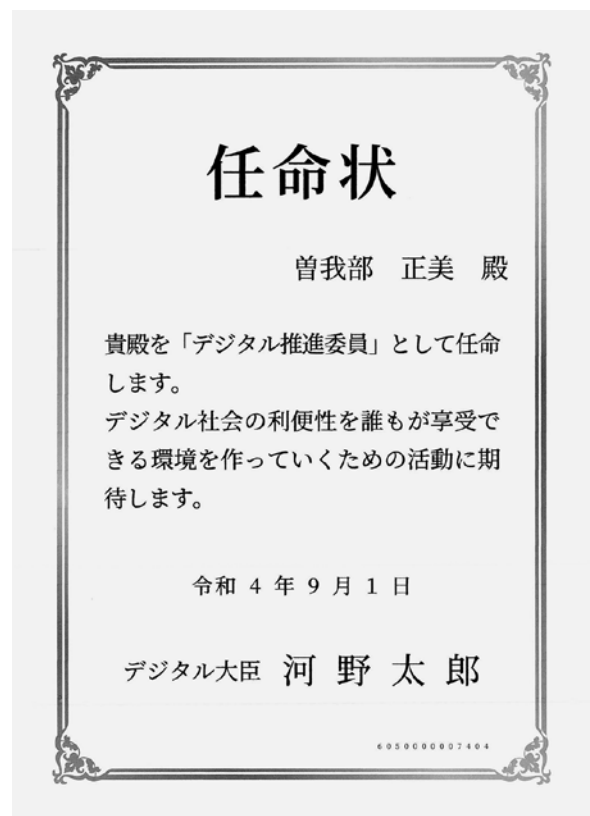 任命状
曽我部 正美 殿
貴殿を「デジタル推進委員」として任命
します。
デジタル社会の利便性を誰もが享受で
きる環境を作っていくための活動に期
待します。
令和 4 年 9 月 1 日
デジタル大臣 河野太郎
6050000007404